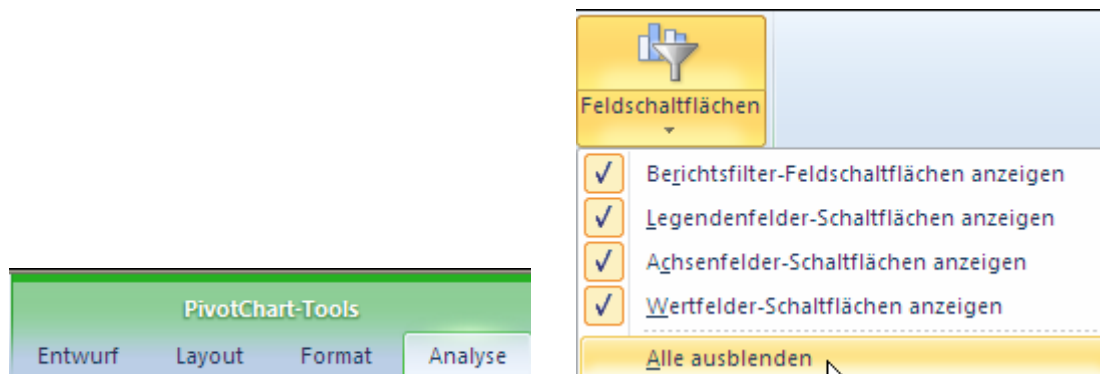 PivotChart-Tools
Entwurf Layout Format Analyse
Feldschaltflächen
Berichtsfilter-Feldschaltflächen anzeigen
Legendenfelder-Schaltflächen anzeigen
Achsenfelder-Schaltflächen anzeigen
Wertfelder-Schaltflächen anzeigen
Alle ausblenden